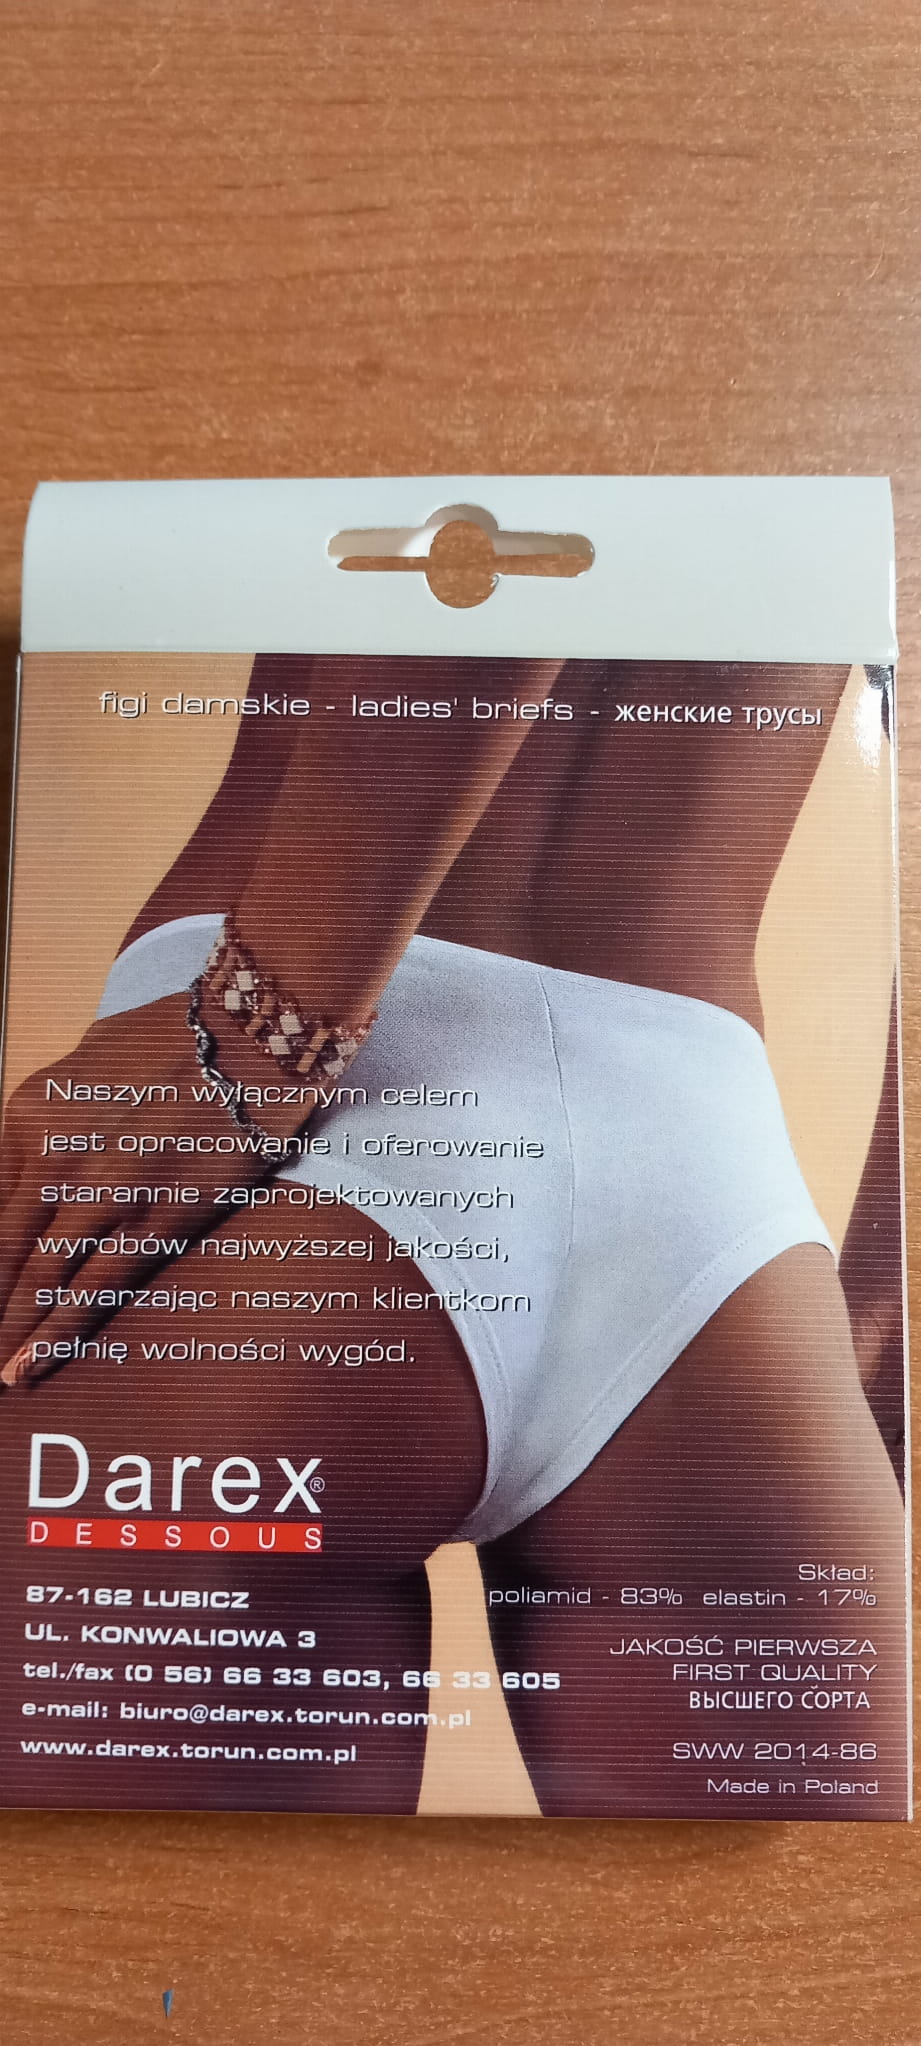 figi damskie - ladies' briefs - женские трусы
Naszym wyłącznym celem
jest opracowanie i oferowanie
starannie zaprojektowanych
wyrobów najwyższej jakości,
stwarzając naszym klientkom
pełnię wolności wygód.
Darex®
DESSOUS
87-162 LUBICZ
UL. KONWALIOWA 3
tel./fax (0 56) 66 33 603, 66 33 605
e-mail: biuro@darex.torun.com.pl
www.darex.torun.com.pl
Skład:
poliamid - 83% elastin - 17%
JAKOŚĆ PIERWSZA
FIRST QUALITY
ВЫСШЕГО СОРТА
SWW 2014-86
Made in Poland